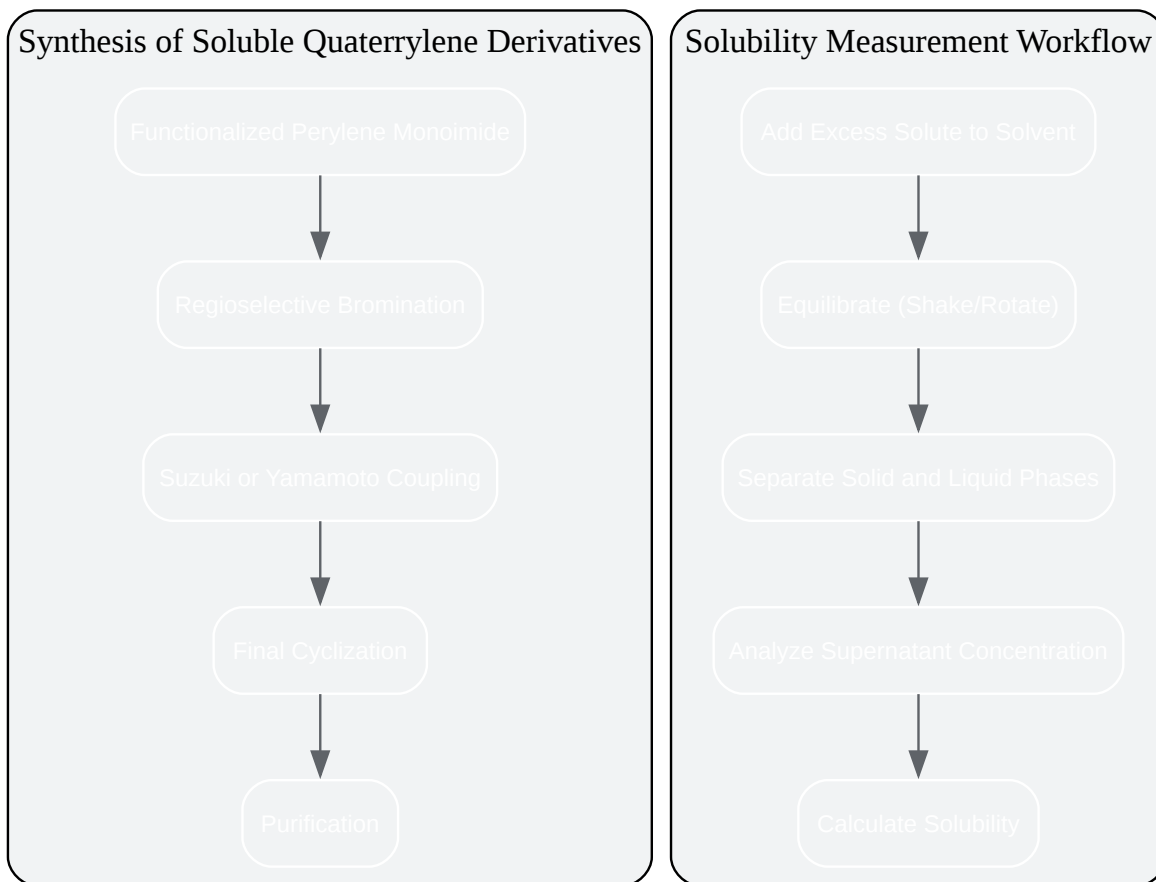 Synthesis of Soluble Quaterrylene Derivatives
Functionalized Perylene Monoimide
Regioselective Bromination
Suzuki or Yamamoto Coupling
Final Cyclization
Purification
Solubility Measurement Workflow
Add Excess Solute to Solvent
Equilibrate (Shake/Rotate)
Separate Solid and Liquid Phases
Analyze Supernatant Concentration
Calculate Solubility